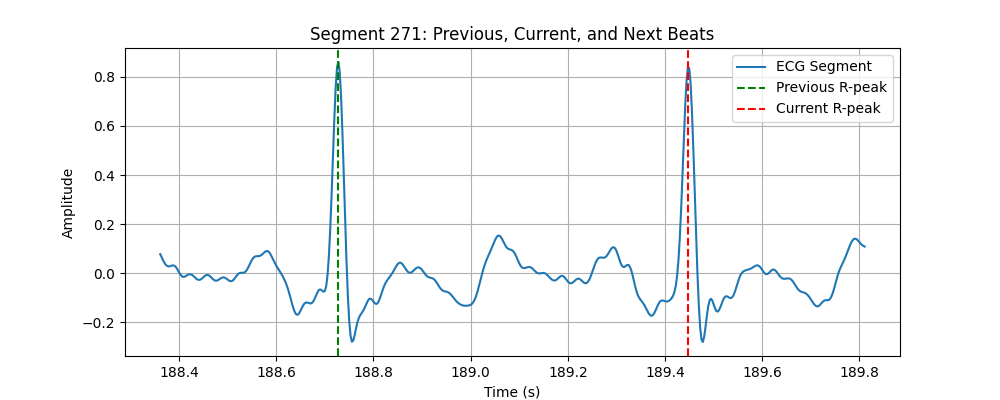 Segment 271: Previous, Current, and Next Beats
ECG Segment
Previous R-peak
Current R-peak
Amplitude
0.8
0.6
0.4
0.2
0.0
−0.2
188.4 188.6 188.8 189.0 189.2 189.4 189.6 189.8
Time (s)